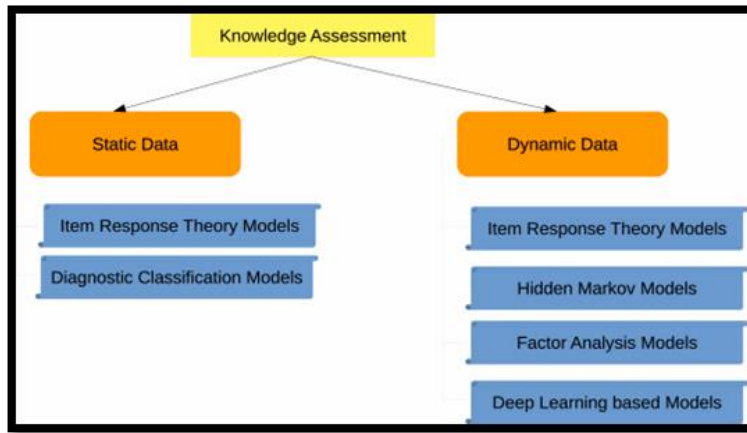 Knowledge Assessment
Static Data
Item Response Theory Models
Diagnostic Classification Models
Dynamic Data
Item Response Theory Models
Hidden Markov Models
Factor Analysis Models
Deep Learning based Models